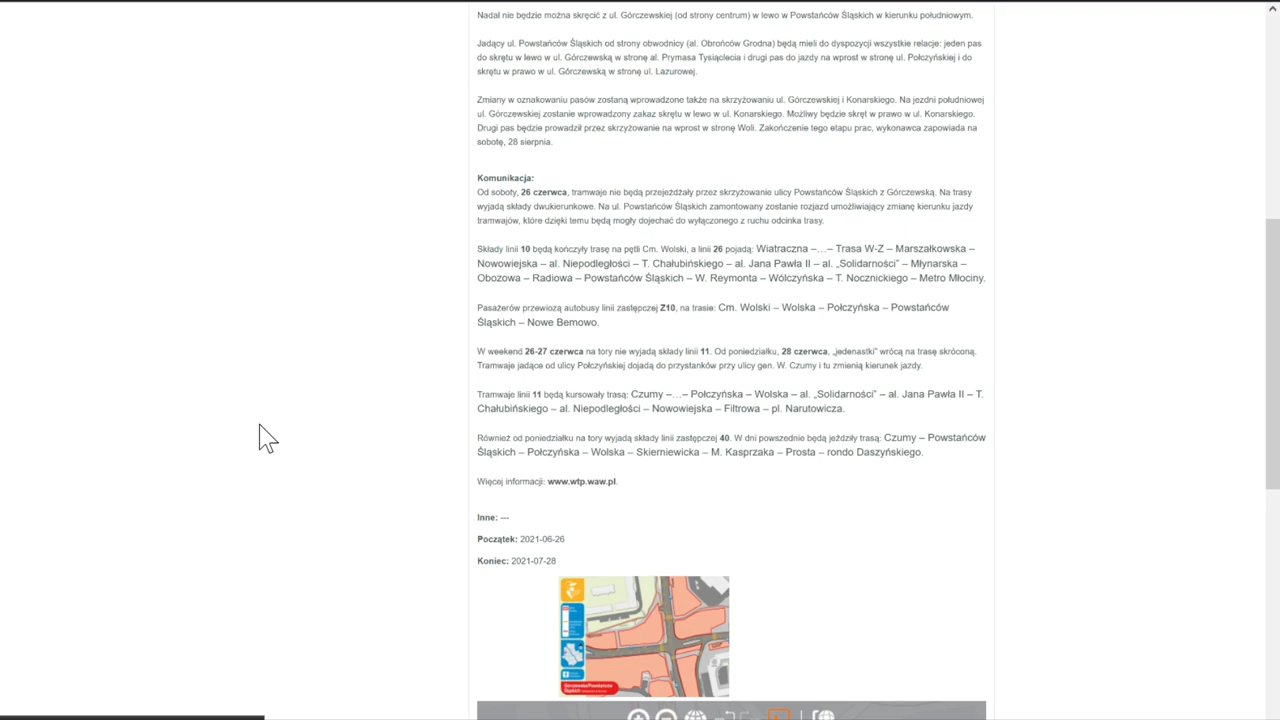 Nadal nie będzie można skręcić z ul. Górczewskiej (od strony centrum) w lewo w Powstańców Śląskich w kierunku południowym.
Jadący ul. Powstańców Śląskich od strony obwodnicy (al. Obrońców Grodna) będą mieli do dyspozycji wszystkie relacje: jeden pas
do skrętu w lewo w ul. Górczewską w stronę al. Prymasa Tysiąclecia i drugi pas do jazdy na wprost w stronę ul. Połczyńskiej i do
skrętu w prawo w ul. Górczewską w stronę ul. Lazurowej.
Zmiany w oznakowaniu pasów zostaną wprowadzone także na skrzyżowaniu ul. Górczewskiej i Konarskiego. Na jezdni południowej
ul. Górczewskiej zostanie wprowadzony zakaz skrętu w lewo w ul. Konarskiego. Możliwy będzie skręt w prawo w ul. Konarskiego.
Drugi pas będzie prowadził przez skrzyżowanie na wprost w stronę Woli. Zakończenie tego etapu prac, wykonawca zapowiada na
sobotę, 28 sierpnia.
Komunikacja:
Od soboty, 26 czerwca, tramwaje nie będą przejeżdżały przez skrzyżowanie ulicy Powstańców Śląskich z Górczewską. Na trasy
wyjadą składy dwukierunkowe. Na ul. Powstańców Śląskich zamontowany zostanie rozjazd umożliwiający zmianę kierunku jazdy
tramwajów, które dzięki temu będą mogły dojechać do wyłączonego z ruchu odcinka trasy.
Składy linii 10 będą kończyły trasę na pętli Cm. Wolski, a linii 26 pojadą: Wiatraczna –…– Trasa W-Z – Marszałkowska –
Nowowiejska – al. Niepodległości – T. Chałubińskiego – al. Jana Pawła II – al. „Solidarności” – Młynarska –
Obozowa – Radiowa – Powstańców Śląskich – W. Reymonta – Wólczyńska – T. Nocznickiego – Metro Młociny.
Pasażerów przewiozą autobusy linii zastępczej Z10, na trasie: Cm. Wolski – Wolska – Połczyńska – Powstańców
Śląskich – Nowe Bemowo.
W weekend 26-27 czerwca na tory nie wyjadą składy linii 11. Od poniedziałku, 28 czerwca, „jedenastki” wrócą na trasę skróconą.
Tramwaje jadące od ulicy Połczyńskiej dojadą do przystanków przy ulicy gen. W. Czumy i tu zmienią kierunek jazdy.
Tramwaje linii 11 będą kursowały trasą: Czumy –…– Połczyńska – Wolska – al. „Solidarności” – al. Jana Pawła II – T.
Chałubińskiego – al. Niepodległości – Nowowiejska – Filtrowa – pl. Narutowicza.
Również od poniedziałku na tory wyjadą składy linii zastępczej 40. W dni powszednie będą jeździły trasą: Czumy – Powstańców
Śląskich – Połczyńska – Wolska – Skierniewicka – M. Kasprzaka – Prosta – rondo Daszyńskiego.
Więcej informacji: www.wtp.waw.pl.
Inne: ---
Początek: 2021-06-26
Koniec: 2021-07-28